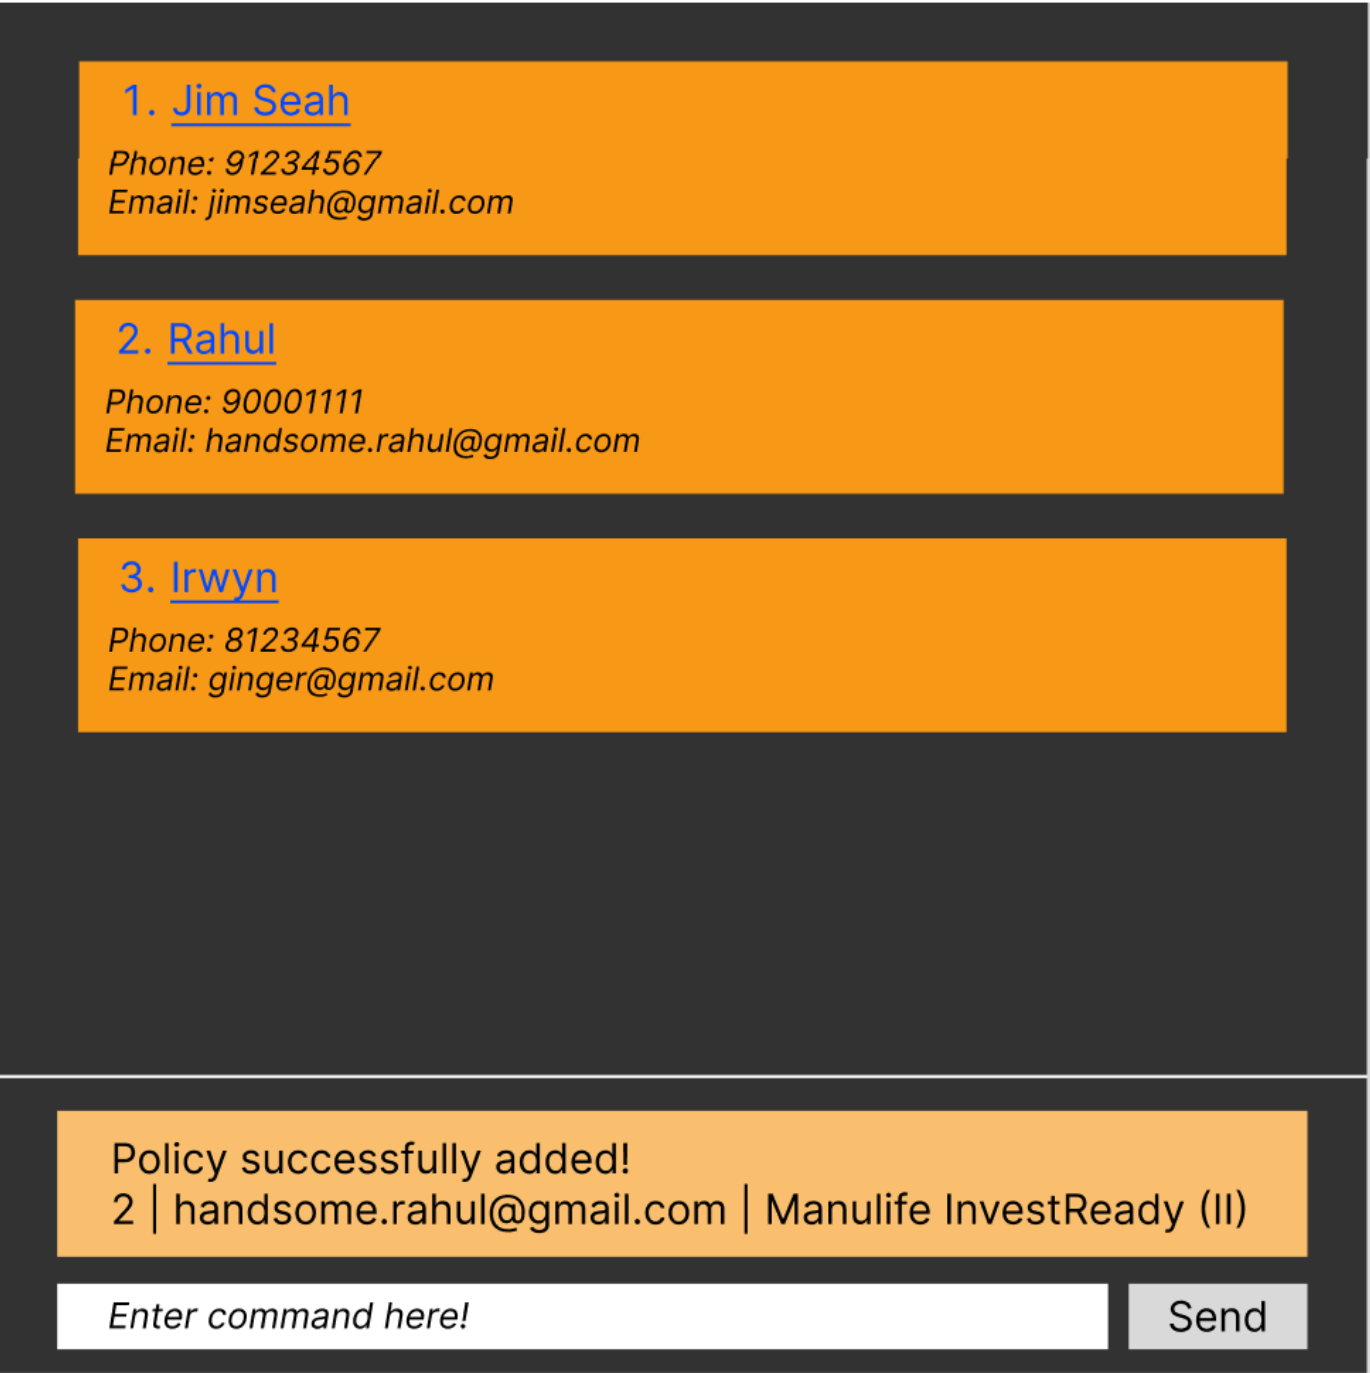 1. Jim Seah
Phone: 91234567
Email: jimseah@gmail.com
2. Rahul
Phone: 90001111
Email: handsome.rahul@gmail.com
3. Irwyn
Phone: 81234567
Email: ginger@gmail.com
Policy successfully added!
2 | handsome.rahul@gmail.com | Manulife InvestReady (II)
Enter command here!
Send